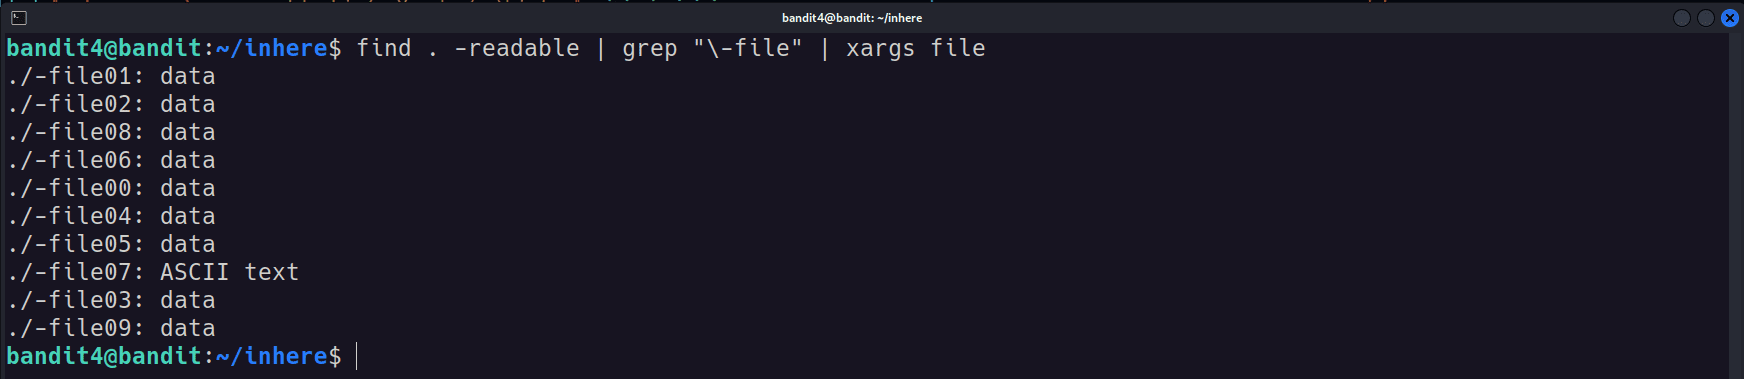 bandit4@bandit: ~/inhere
bandit4@bandit:~/inhere$ find . -readable | grep "\-file" | xargs file
./-file01: data
./-file02: data
./-file08: data
./-file06: data
./-file00: data
./-file04: data
./-file05: data
./-file07: ASCII text
./-file03: data
./-file09: data
bandit4@bandit:~/inhere$